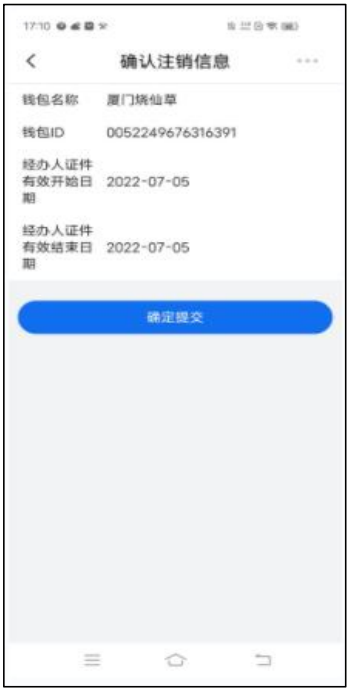 17:10
确认注销信息
钱包名称 厦门烧仙草
钱包ID 0052249676316391
经办人证件
有效开始日 2022-07-05
期
经办人证件
有效结束日 2022-07-05
期
确定提交